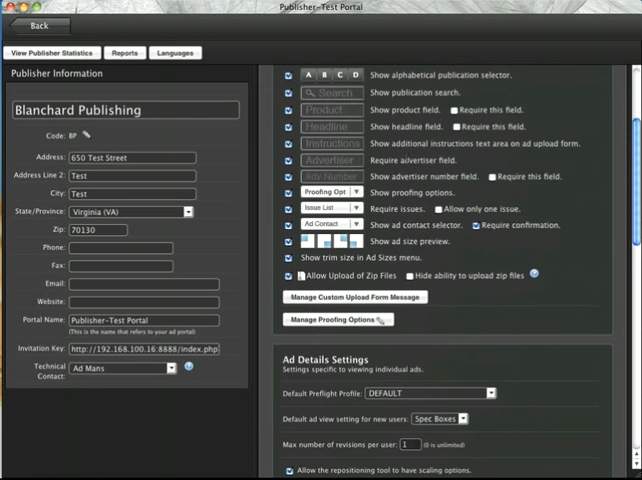 Publisher-Test Portal
Back
View Publisher Statistics
Reports
Languages
Publisher Information
Blanchard Publishing
Code: BP
Address: 650 Test Street
Address Line 2: Test
City: Test
State/Province: Virginia (VA)
Zip: 70130
Phone:
Fax:
Email:
Website:
Portal Name: Publisher-Test Portal
(This is the name that refers to your ad portal)
Invitation Key: http://192.168.100.16:8888/index.php
Technical
Contact: Ad Mans
A B C D Show alphabetical publication selector.
Search Show publication search.
Product Show product field. Require this field.
Headline Show headline field. Require this field.
Instructions Show additional instructions text area on ad upload form.
Advertiser Require advertiser field.
Adv Number Show advertiser number field. Require this field.
Proofing Opt Show proofing options.
Issue List Require issues. Allow only one issue.
Ad Contact Show ad contact selector. Require confirmation.
Show ad size preview.
Show trim size in Ad Sizes menu.
Allow Upload of Zip Files Hide ability to upload zip files
Manage Custom Upload Form Message
Manage Proofing Options
Ad Details Settings
Settings specific to viewing individual ads.
Default Preflight Profile: DEFAULT
Default ad view setting for new users: Spec Boxes
Max number of revisions per user: 1 (0 is unlimited)
Allow the repositioning tool to have scaling options.